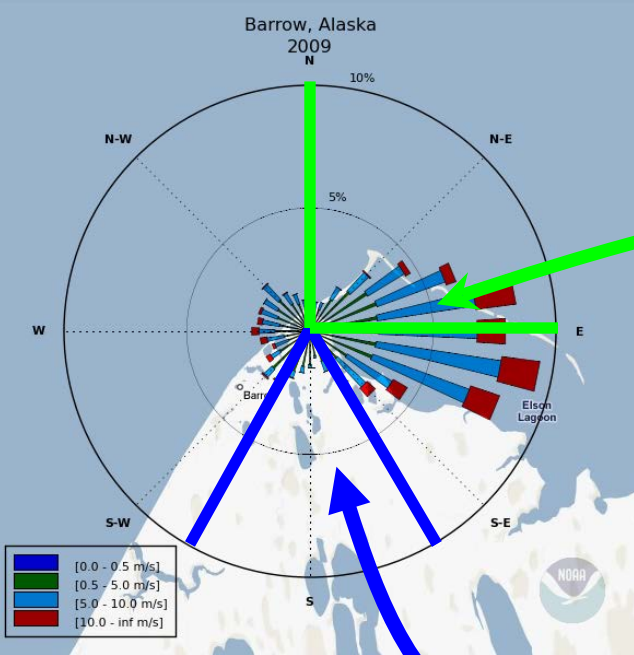 Barrow, Alaska
2009
N
10%
N-W
N-E
5%
W
E
Barro
Elson
Lagoon
S-W
S-E
S
[0.0 - 0.5 m/s]
[0.5 - 5.0 m/s]
[5.0 - 10.0 m/s]
[10.0 - inf m/s]
NOAA